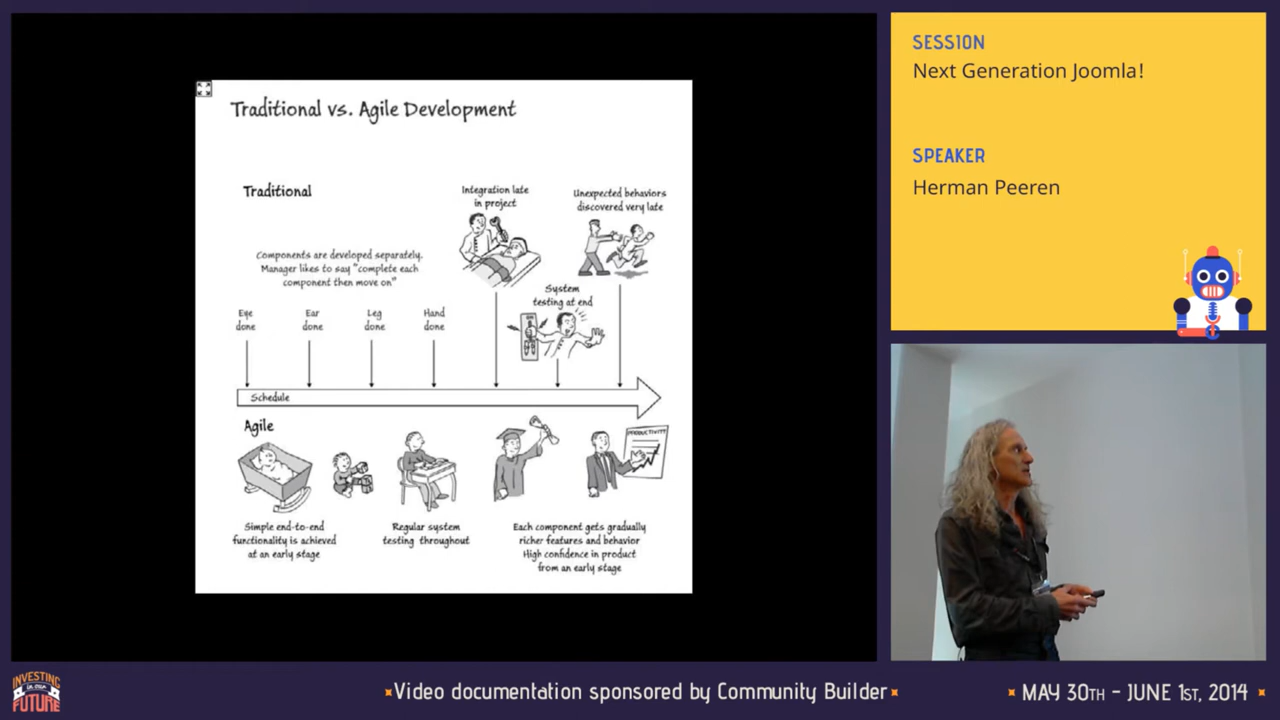 Traditional vs. Agile Development
Traditional
Integration late
in project
Unexpected behaviors
discovered very late
Components are developed separately.
Manager likes to say "complete each
component then move on"
System
testing at end
Eye
done
Ear
done
Leg
done
Hand
done
Schedule
Agile
PRODUCTIVITY
Simple end-to-end
functionality is achieved
at an early stage
Regular system
testing throughout
Each component gets gradually
richer features and behavior
High confidence in product
from an early stage
SESSION
Next Generation Joomla!
SPEAKER
Herman Peeren
INVESTING
IN OUR
FUTURE
Video documentation sponsored by Community Builder
MAY 30TH - JUNE 1ST, 2014